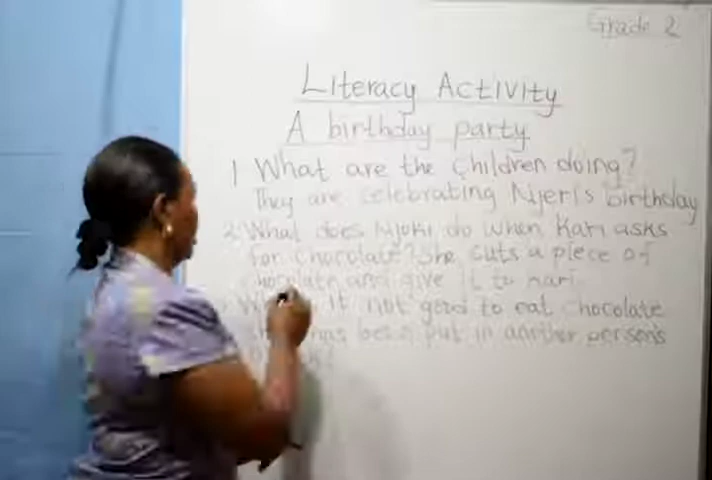 Grade 2
Literacy Activity
A birthday party
1 What are the children doing?
They are celebrating Njeri's birthday
2 What does Njoki do when Kari asks
for chocolate? She cuts a piece of
and give it to Kari
it not good to eat chocolate
has been put in another person's